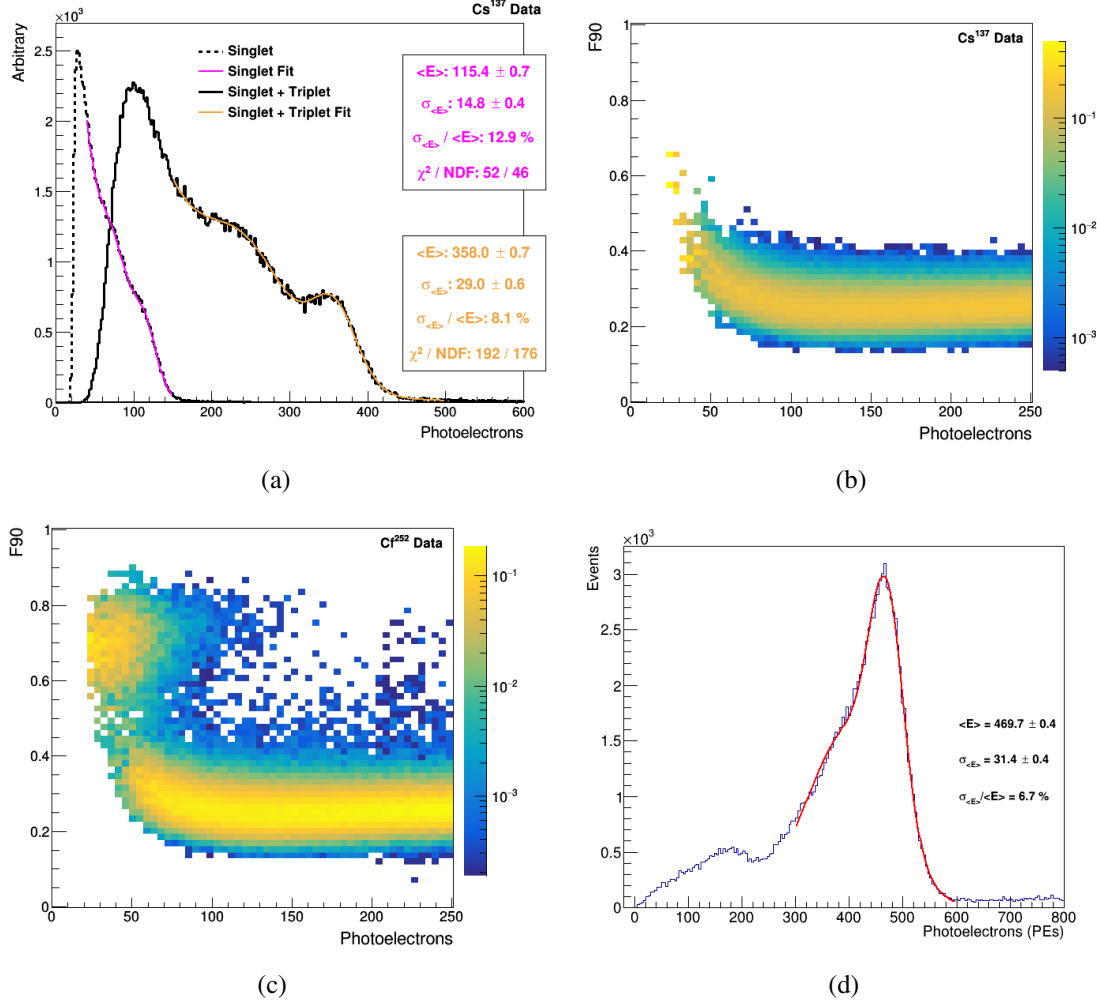 ×10³
Cs¹³⁷ Data
Arbitrary
2.5
2
1.5
1
0.5
0
0 100 200 300 400 500 600
Photoelectrons
Singlet
Singlet Fit
Singlet + Triplet
Singlet + Triplet Fit
<E>: 115.4 ± 0.7
σ<E>: 14.8 ± 0.4
σ<E> / <E>: 12.9 %
χ² / NDF: 52 / 46
<E>: 358.0 ± 0.7
σ<E>: 29.0 ± 0.6
σ<E> / <E>: 8.1 %
χ² / NDF: 192 / 176
(a)
F90
Cs¹³⁷ Data
1
0.8
0.6
0.4
0.2
0
0 50 100 150 200 250
Photoelectrons
10⁻¹
10⁻²
10⁻³
(b)
F90
Cf²⁵² Data
1
0.8
0.6
0.4
0.2
0
0 50 100 150 200 250
Photoelectrons
10⁻¹
10⁻²
10⁻³
(c)
×10³
Events
3
2.5
2
1.5
1
0.5
0
0 100 200 300 400 500 600 700 800
Photoelectrons (PEs)
<E> = 469.7 ± 0.4
σ<E> = 31.4 ± 0.4
σ<E>/<E> = 6.7 %
(d)